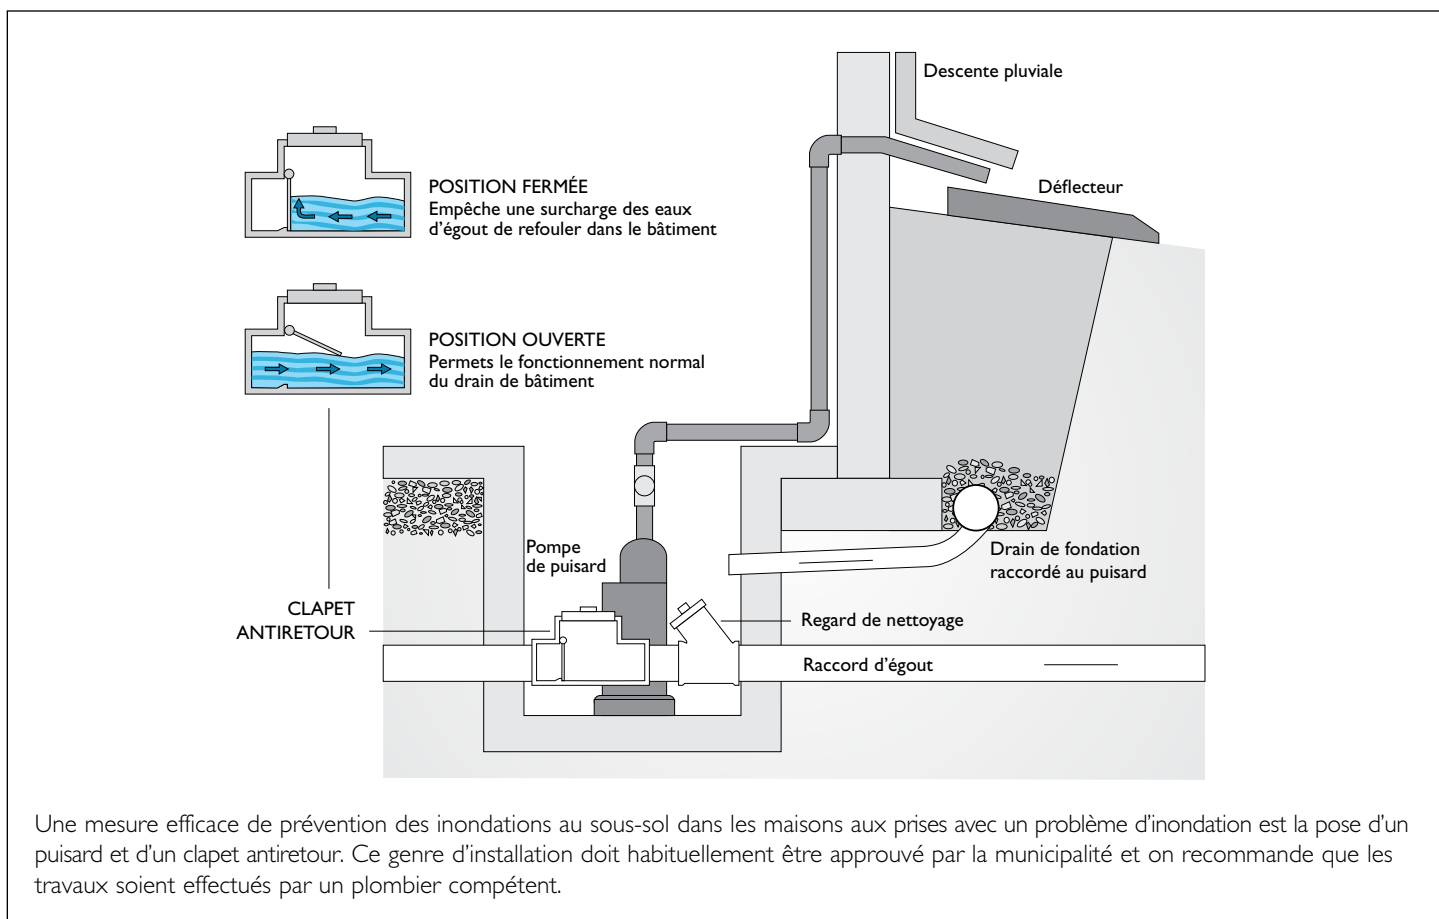 Descente pluviale
Déflecteur
POSITION FERMÉE
Empêche une surcharge des eaux
d'égout de refouler dans le bâtiment
POSITION OUVERTE
Permets le fonctionnement normal
du drain de bâtiment
Pompe
de puisard
Drain de fondation
raccordé au puisard
CLAPET
ANTIRETOUR
Regard de nettoyage
Raccord d'égout
Une mesure efficace de prévention des inondations au sous-sol dans les maisons aux prises avec un problème d'inondation est la pose d'un
puisard et d'un clapet antiretour. Ce genre d'installation doit habituellement être approuvé par la municipalité et on recommande que les
travaux soient effectués par un plombier compétent.